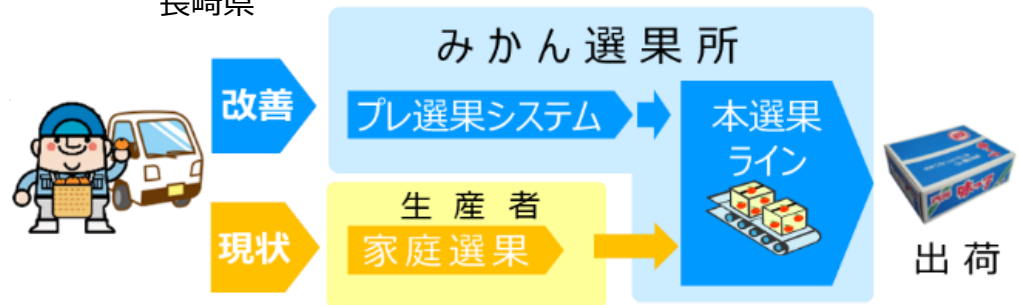 長崎県
みかん選果所
改善
プレ選果システム
本選果
ライン
生産者
現状
家庭選果
出荷